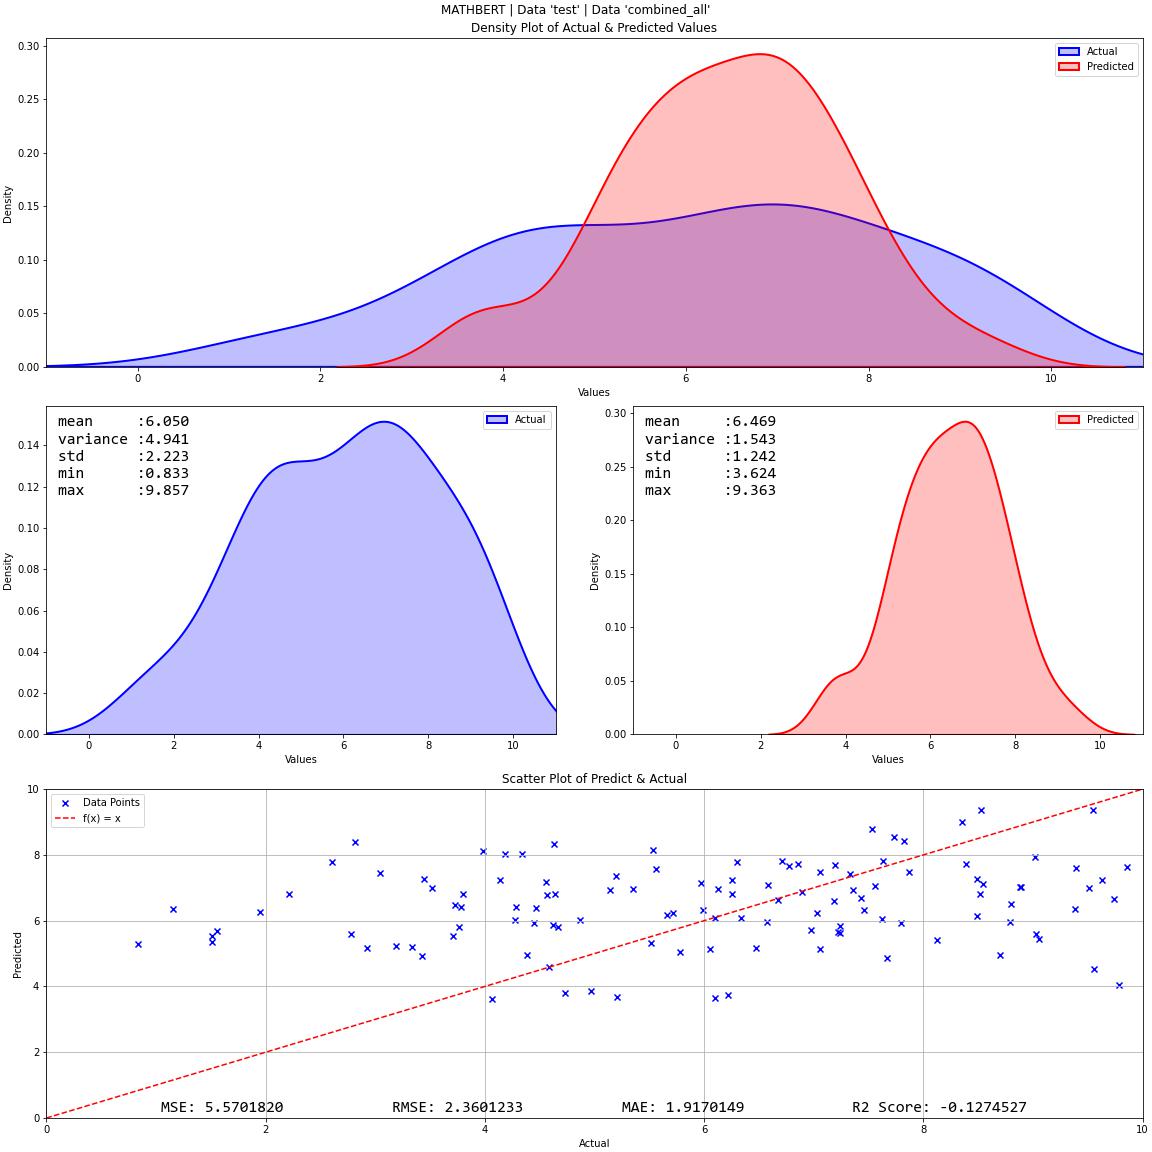 MATHBERT | Data 'test' | Data 'combined_all'
Density Plot of Actual & Predicted Values
Actual
Predicted
0.30
0.25
0.20
0.15
0.10
0.05
0.00
Density
0 2 4 6 8 10
Values
mean :6.050
variance :4.941
std :2.223
min :0.833
max :9.857
Actual
0.14
0.12
0.10
0.08
0.06
0.04
0.02
0.00
Density
0 2 4 6 8 10
Values
mean :6.469
variance :1.543
std :1.242
min :3.624
max :9.363
Predicted
0.30
0.25
0.20
0.15
0.10
0.05
0.00
Density
0 2 4 6 8 10
Values
Scatter Plot of Predict & Actual
Data Points
f(x) = x
10
8
6
4
2
0
Predicted
MSE: 5.5701820 RMSE: 2.3601233 MAE: 1.9170149 R2 Score: -0.1274527
0 2 4 6 8 10
Actual